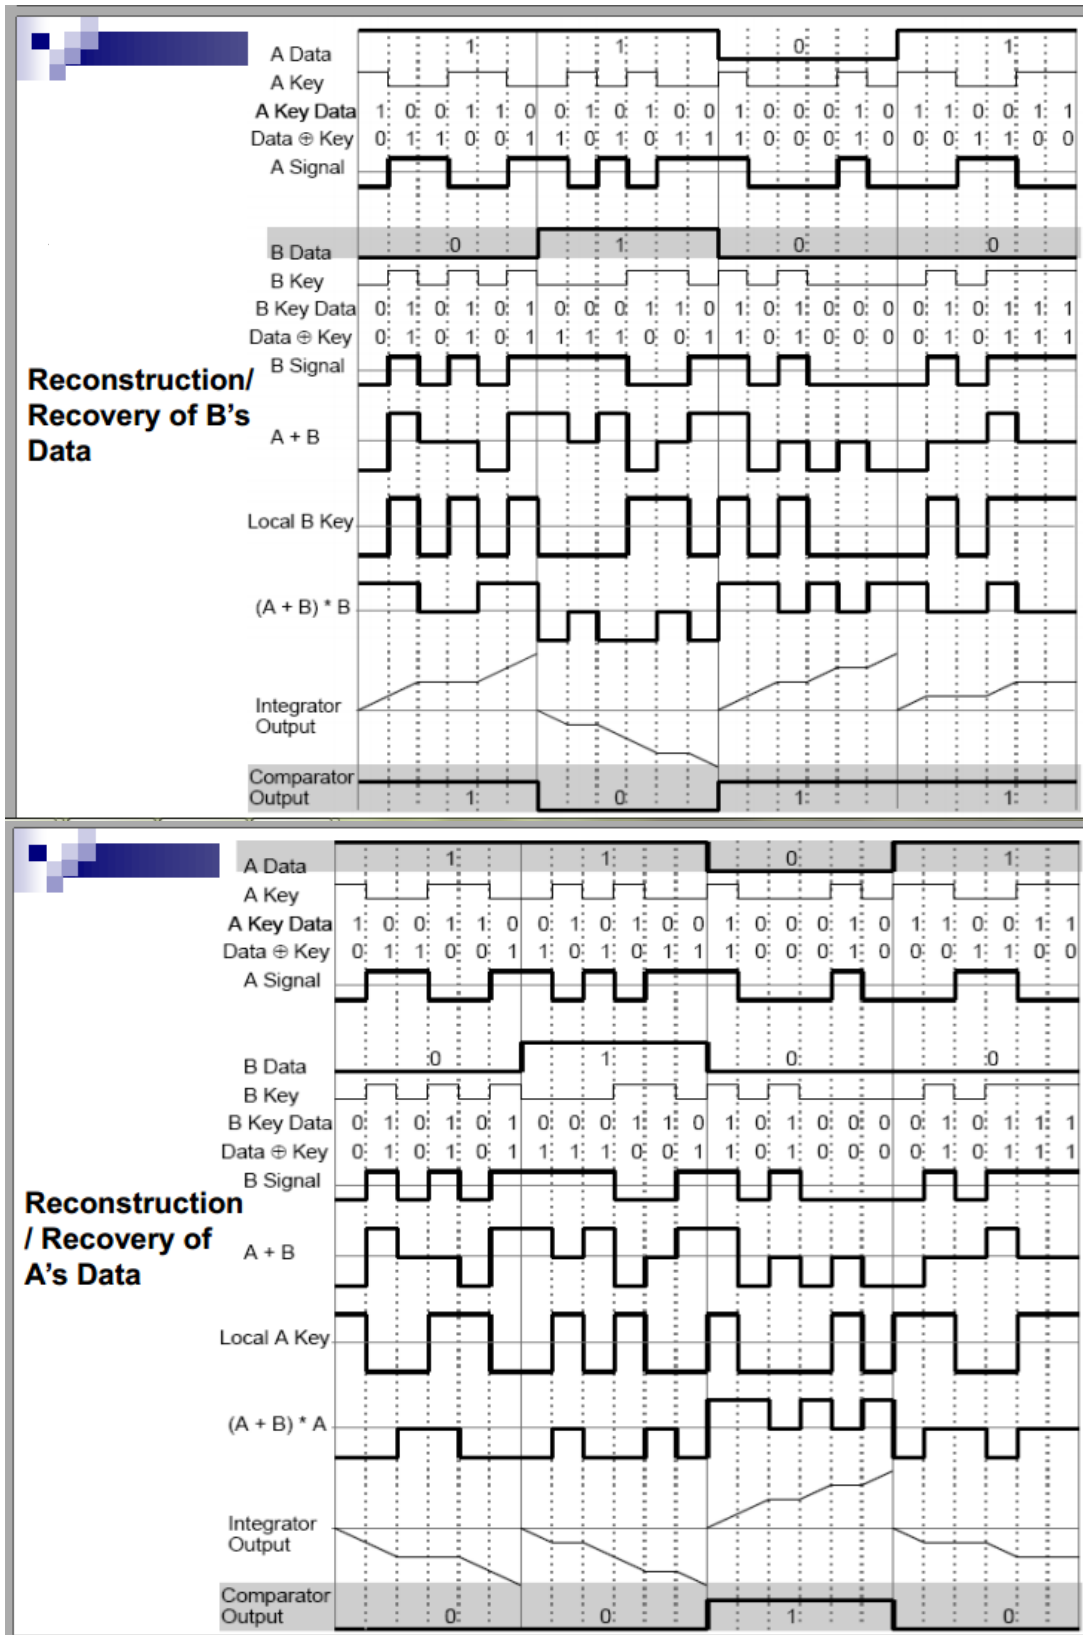 A Data 1 1 0 1
A Key
A Key Data 1 0 0 1 1 0 0 1 0 1 0 0 1 0 0 0 1 0 1 1 0 0 1 1
Data ⊕ Key 0 1 1 0 0 1 1 0 1 0 1 1 1 0 0 0 1 0 0 0 1 1 0 0
A Signal
B Data 0 1 0 0
B Key
B Key Data 0 1 0 1 0 1 0 0 0 1 1 0 1 0 1 0 0 0 0 1 0 1 1 1
Data ⊕ Key 0 1 0 1 0 1 1 1 1 0 0 1 1 0 1 0 0 0 0 1 0 1 1 1
B Signal
Reconstruction/
Recovery of B's
Data
A + B
Local B Key
(A + B) * B
Integrator
Output
Comparator
Output 1 0 1 1
A Data 1 1 0 1
A Key
A Key Data 1 0 0 1 1 0 0 1 0 1 0 0 1 0 0 0 1 0 1 1 0 0 1 1
Data ⊕ Key 0 1 1 0 0 1 1 0 1 0 1 1 1 0 0 0 1 0 0 0 1 1 0 0
A Signal
B Data 0 1 0 0
B Key
B Key Data 0 1 0 1 0 1 0 0 0 1 1 0 1 0 1 0 0 0 0 1 0 1 1 1
Data ⊕ Key 0 1 0 1 0 1 1 1 1 0 0 1 1 0 1 0 0 0 0 1 0 1 1 1
B Signal
Reconstruction
/ Recovery of
A's Data
A + B
Local A Key
(A + B) * A
Integrator
Output
Comparator
Output 0 0 1 0